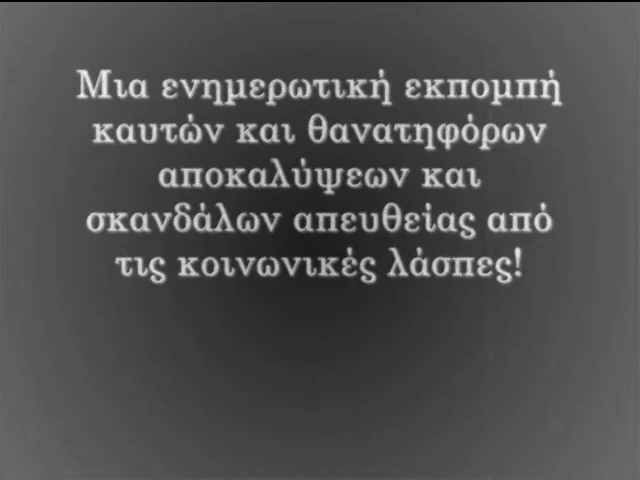 Μια ενημερωτική εκπομπή
καυτών και θανατηφόρων
αποκαλύψεων και
σκανδάλων απευθείας από
τις κοινωνικές λάσπες!